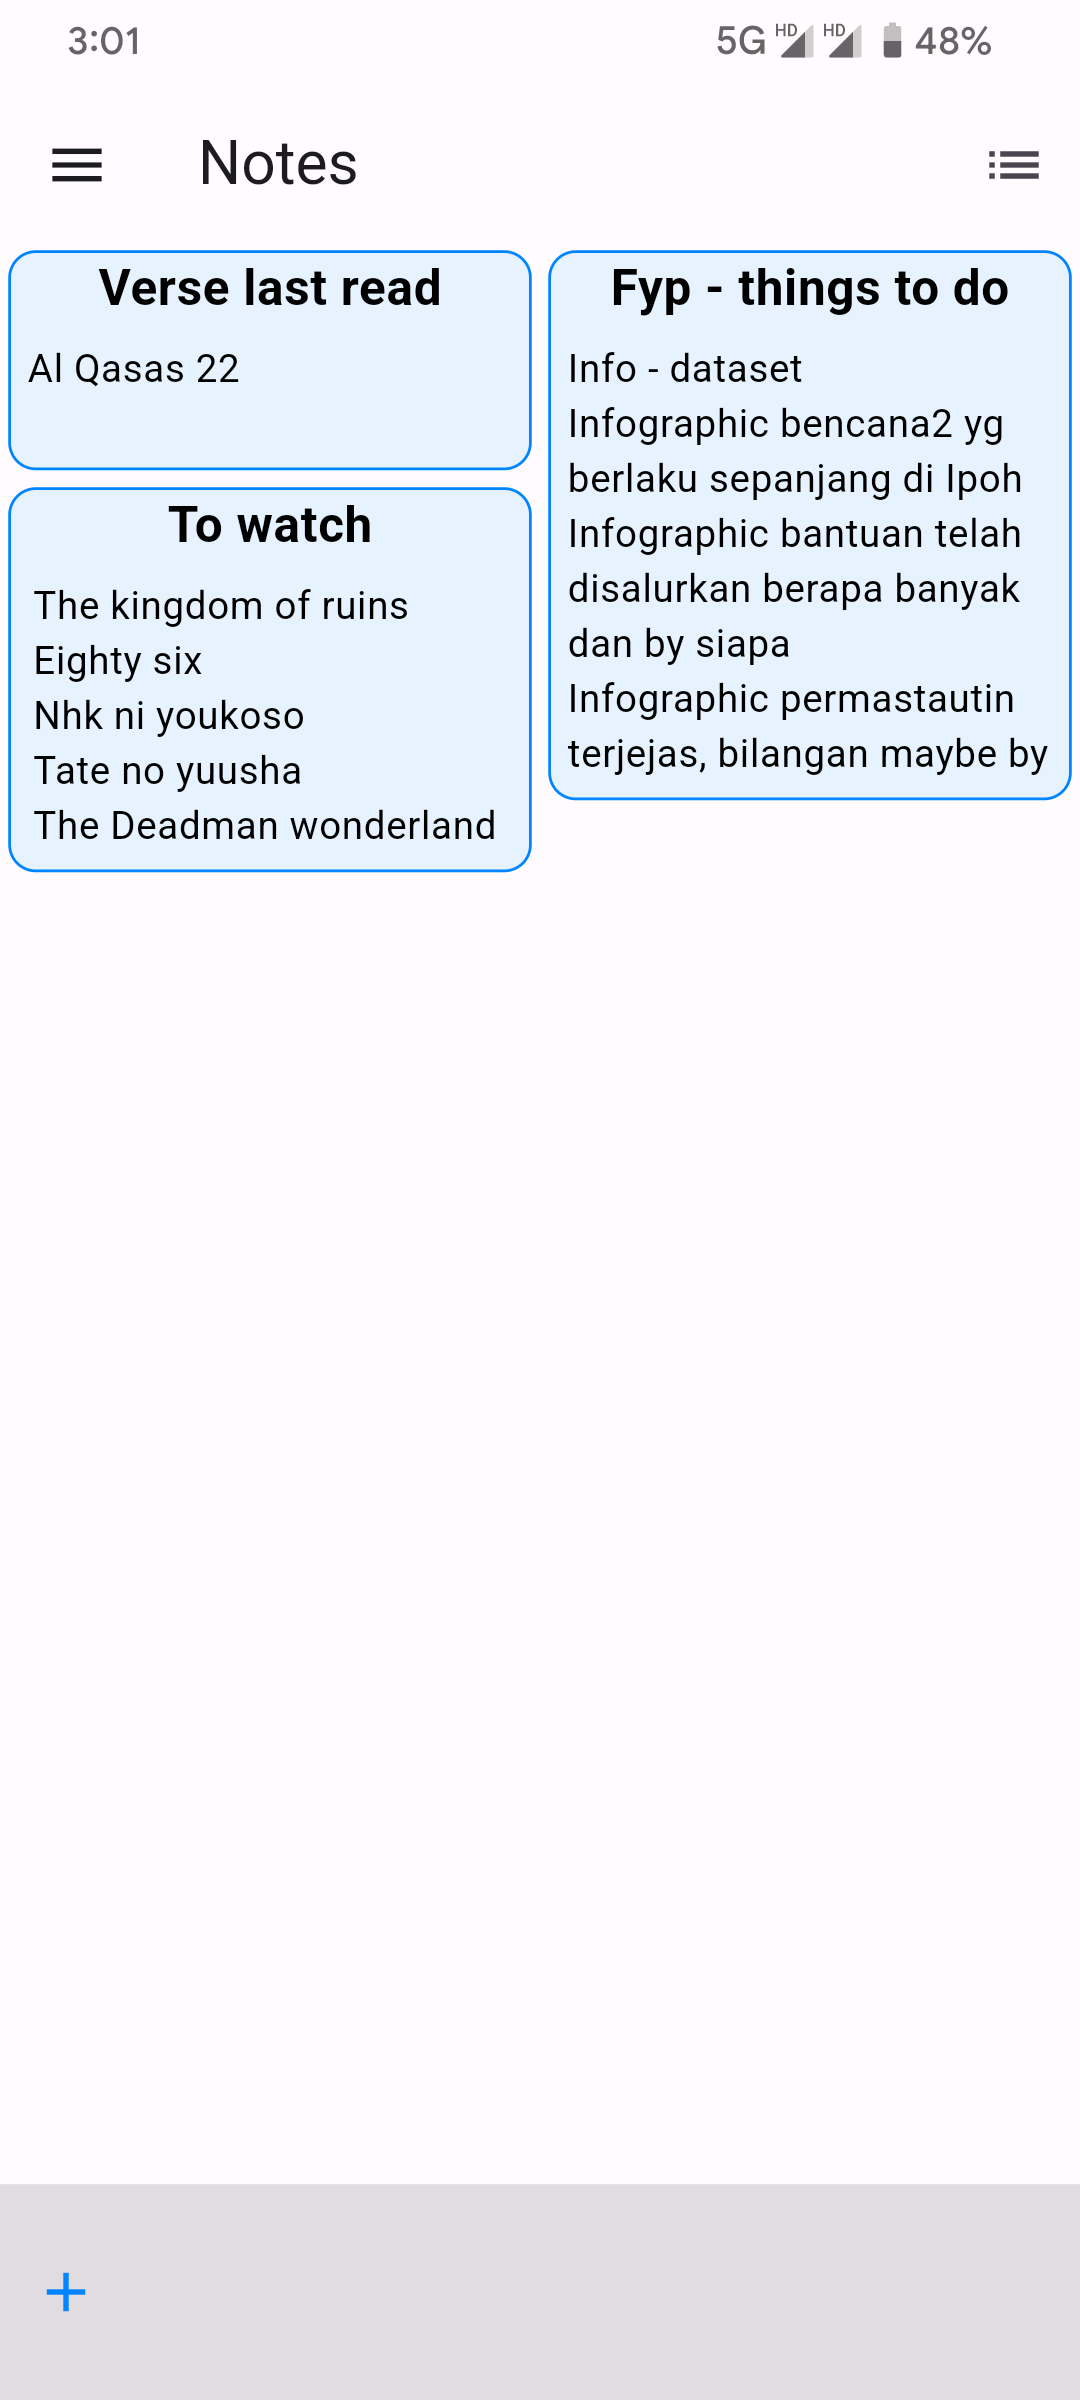 3:01
5G HD HD 48%
Notes
Verse last read
Al Qasas 22
To watch
The kingdom of ruins
Eighty six
Nhk ni youkoso
Tate no yuusha
The Deadman wonderland
Fyp - things to do
Info - dataset
Infographic bencana2 yg
berlaku sepanjang di Ipoh
Infographic bantuan telah
disalurkan berapa banyak
dan by siapa
Infographic permastautin
terjejas, bilangan maybe by